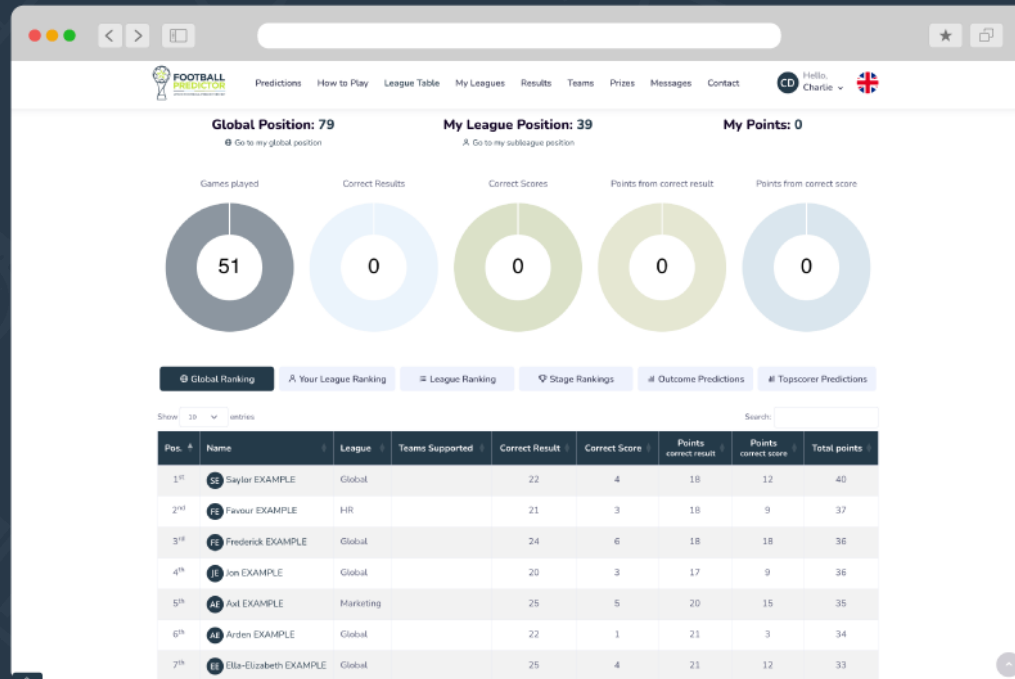 FOOTBALL
PREDICTOR
Predictions How to Play League Table My Leagues Results Teams Prizes Messages Contact
CD Hello,
Charlie
Global Position: 79 My League Position: 39 My Points: 0
Go to my global position Go to my subleague position
Games played Correct Results Correct Scores Points from correct result Points from correct score
51 0 0 0 0
Global Ranking Your League Ranking League Ranking Stage Rankings Outcome Predictions Topscorer Predictions
Show 10 entries Search:
Pos. Name League Teams Supported Correct Result Correct Score Points correct result Points correct score Total points
1st SE Saylor EXAMPLE Global 22 4 18 12 40
2nd FE Favour EXAMPLE HR 21 3 18 9 37
3rd FE Frederick EXAMPLE Global 24 6 18 18 36
4th JE Jon EXAMPLE Global 20 3 17 9 36
5th AE Axl EXAMPLE Marketing 25 5 20 15 35
6th AE Arden EXAMPLE Global 22 1 21 3 34
7th EE Ella-Elizabeth EXAMPLE Global 25 4 21 12 33